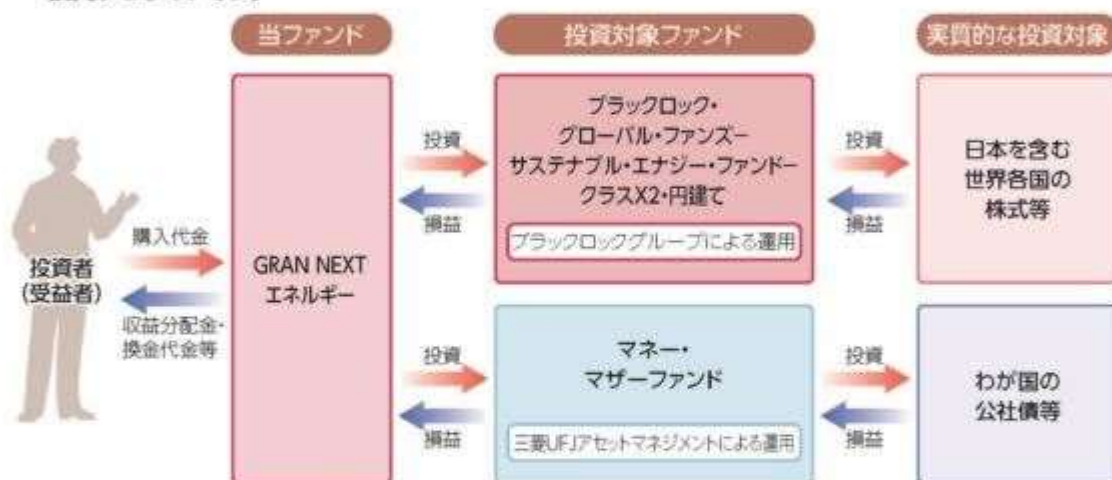 当ファンド
投資対象ファンド
実質的な投資対象
投資者
(受益者)
購入代金
収益分配金・
換金代金等
GRAN NEXT
エネルギー
投資
損益
ブラックロック・
グローバル・ファンズー
サステナブル・エナジー・ファンドー
クラスX2・円建て
ブラックロックグループによる運用
投資
損益
日本を含む
世界各国の
株式等
投資
損益
マネー・
マザーファンド
三菱UFJアセットマネジメントによる運用
投資
損益
わが国の
公社債等